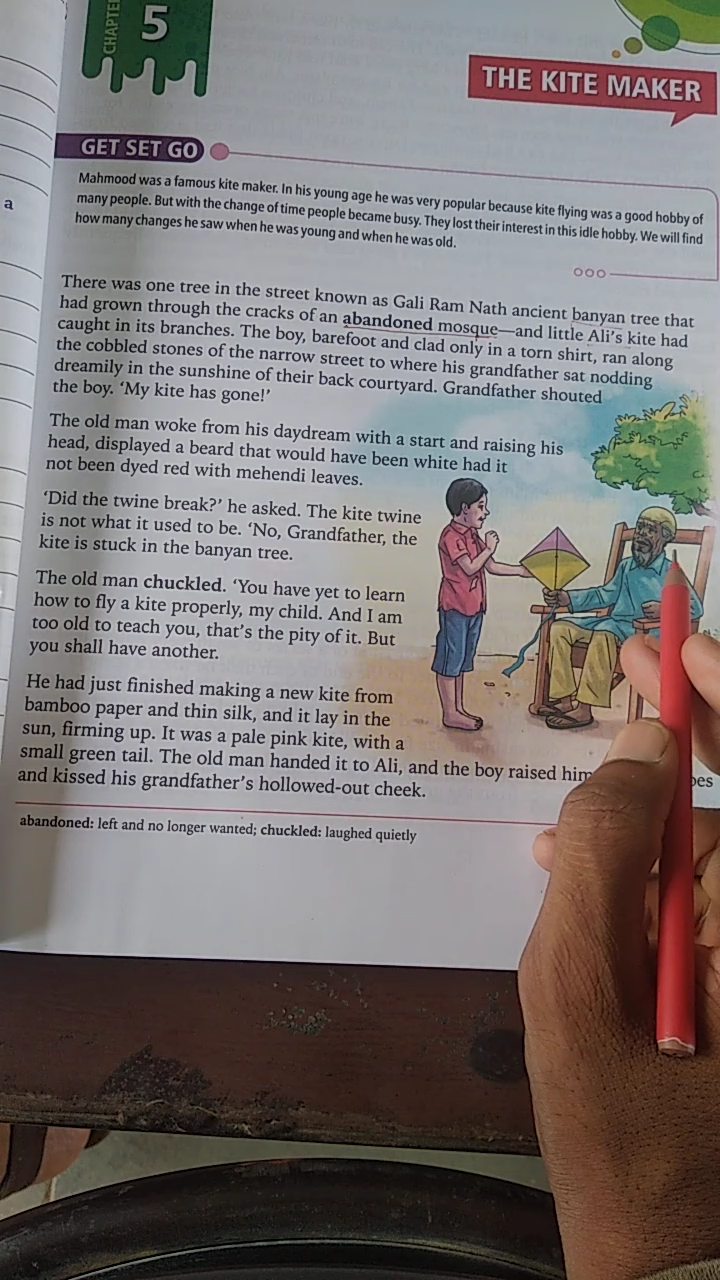 a
CHAPTER
5
THE KITE MAKER
GET SET GO
Mahmood was a famous kite maker. In his young age he was very popular because kite flying was a good hobby of
many people. But with the change of time people became busy. They lost their interest in this idle hobby. We will find
how many changes he saw when he was young and when he was old.
There was one tree in the street known as Gali Ram Nath ancient banyan tree that
had grown through the cracks of an abandoned mosque—and little Ali's kite had
caught in its branches. The boy, barefoot and clad only in a torn shirt, ran along
the cobbled stones of the narrow street to where his grandfather sat nodding
dreamily in the sunshine of their back courtyard. Grandfather shouted
the boy. 'My kite has gone!'
The old man woke from his daydream with a start and raising his
head, displayed a beard that would have been white had it
not been dyed red with mehendi leaves.
'Did the twine break?' he asked. The kite twine
is not what it used to be. 'No, Grandfather, the
kite is stuck in the banyan tree.
The old man chuckled. 'You have yet to learn
how to fly a kite properly, my child. And I am
too old to teach you, that's the pity of it. But
you shall have another.
He had just finished making a new kite from
bamboo paper and thin silk, and it lay in the
sun, firming up. It was a pale pink kite, with a
small green tail. The old man handed it to Ali, and the boy raised him
and kissed his grandfather's hollowed-out cheek.
abandoned: left and no longer wanted; chuckled: laughed quietly